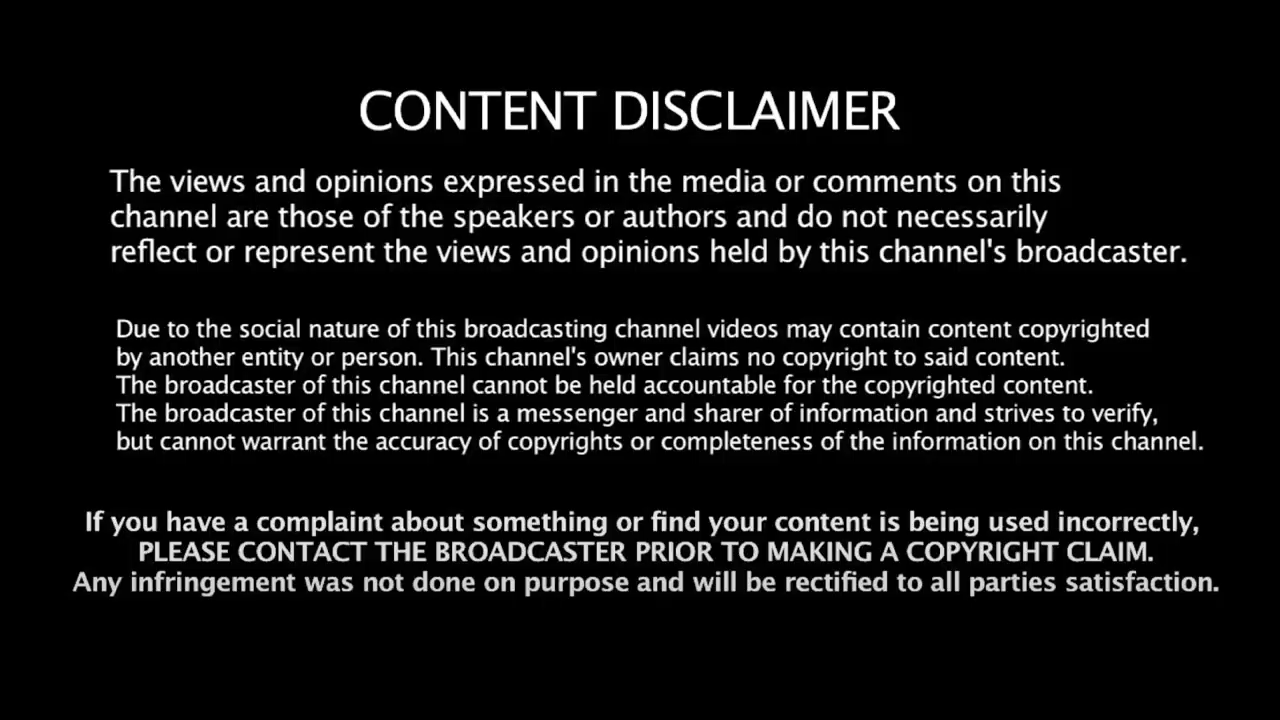 CONTENT DISCLAIMER
The views and opinions expressed in the media or comments on this
channel are those of the speakers or authors and do not necessarily
reflect or represent the views and opinions held by this channel's broadcaster.
Due to the social nature of this broadcasting channel videos may contain content copyrighted
by another entity or person. This channel's owner claims no copyright to said content.
The broadcaster of this channel cannot be held accountable for the copyrighted content.
The broadcaster of this channel is a messenger and sharer of information and strives to verify,
but cannot warrant the accuracy of copyrights or completeness of the information on this channel.
If you have a complaint about something or find your content is being used incorrectly,
PLEASE CONTACT THE BROADCASTER PRIOR TO MAKING A COPYRIGHT CLAIM.
Any infringement was not done on purpose and will be rectified to all parties satisfaction.